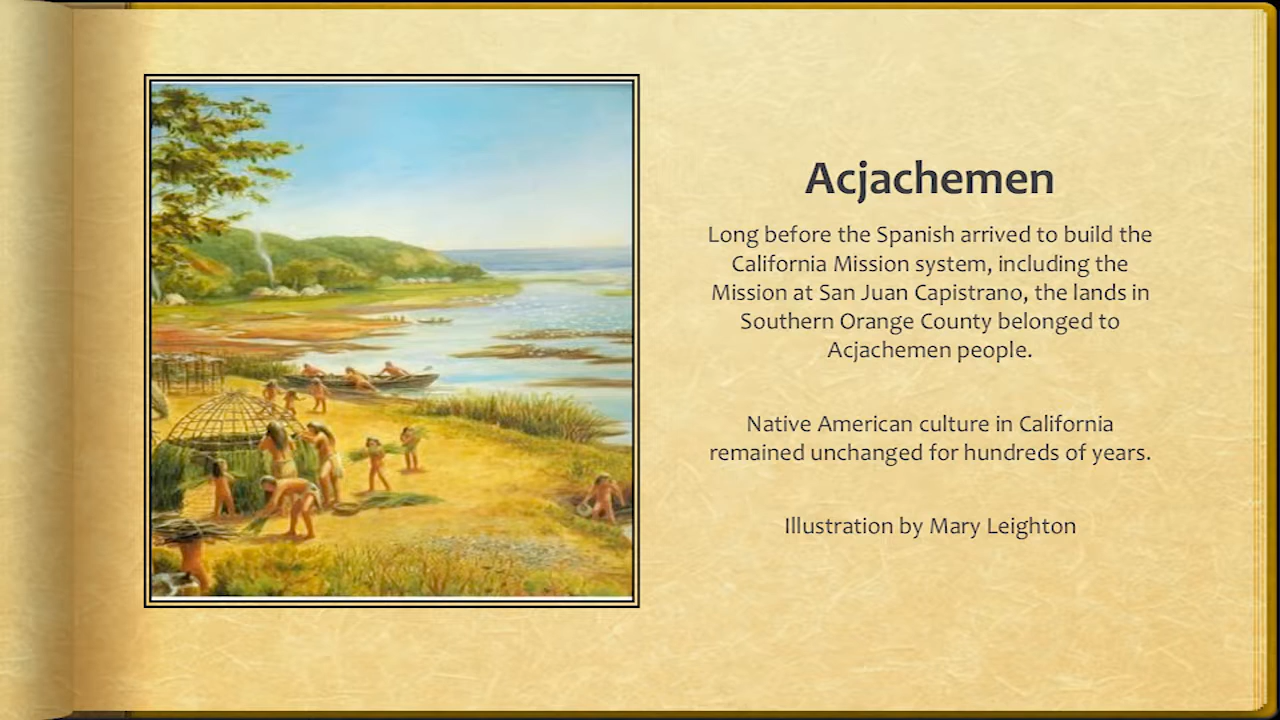 Acjachemen
Long before the Spanish arrived to build the
California Mission system, including the
Mission at San Juan Capistrano, the lands in
Southern Orange County belonged to
Acjachemen people.
Native American culture in California
remained unchanged for hundreds of years.
Illustration by Mary Leighton